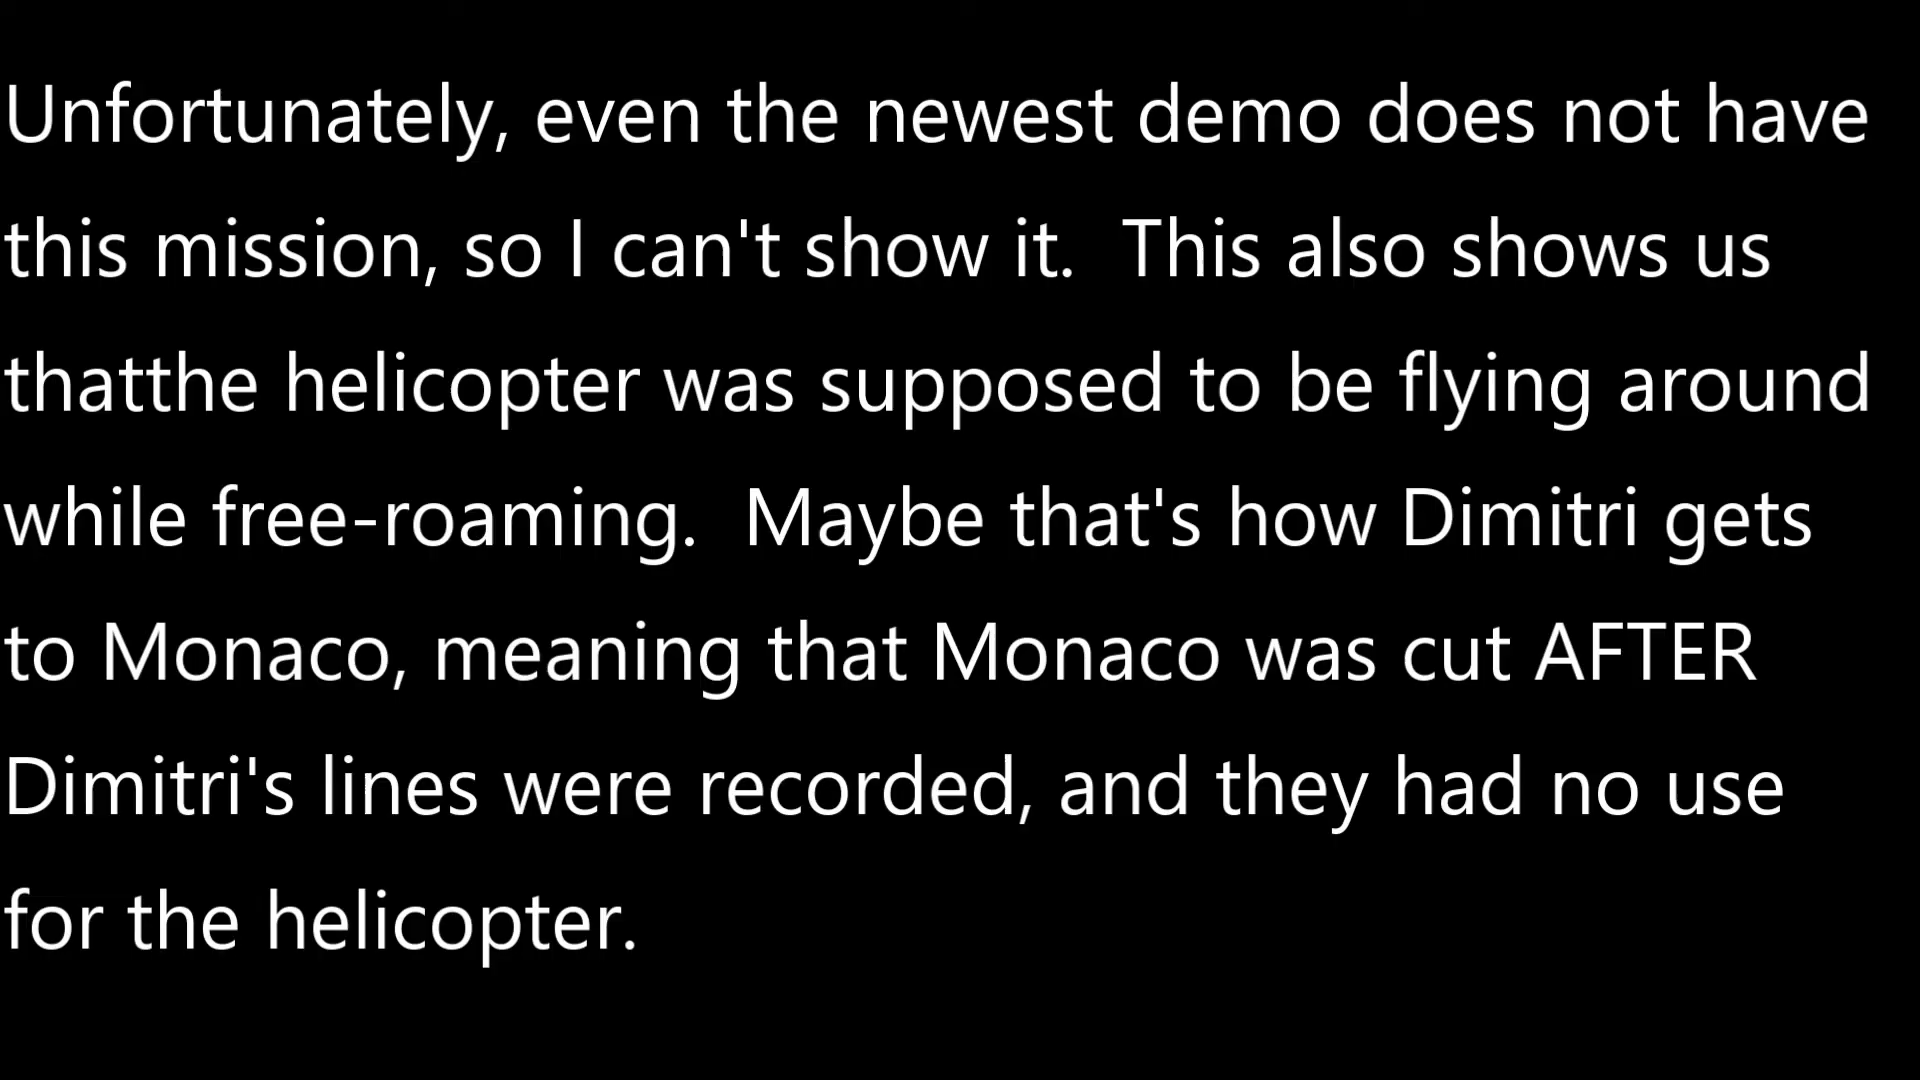 Unfortunately, even the newest demo does not have
this mission, so I can't show it.  This also shows us
thatthe helicopter was supposed to be flying around
while free-roaming.  Maybe that's how Dimitri gets
to Monaco, meaning that Monaco was cut AFTER
Dimitri's lines were recorded, and they had no use
for the helicopter.